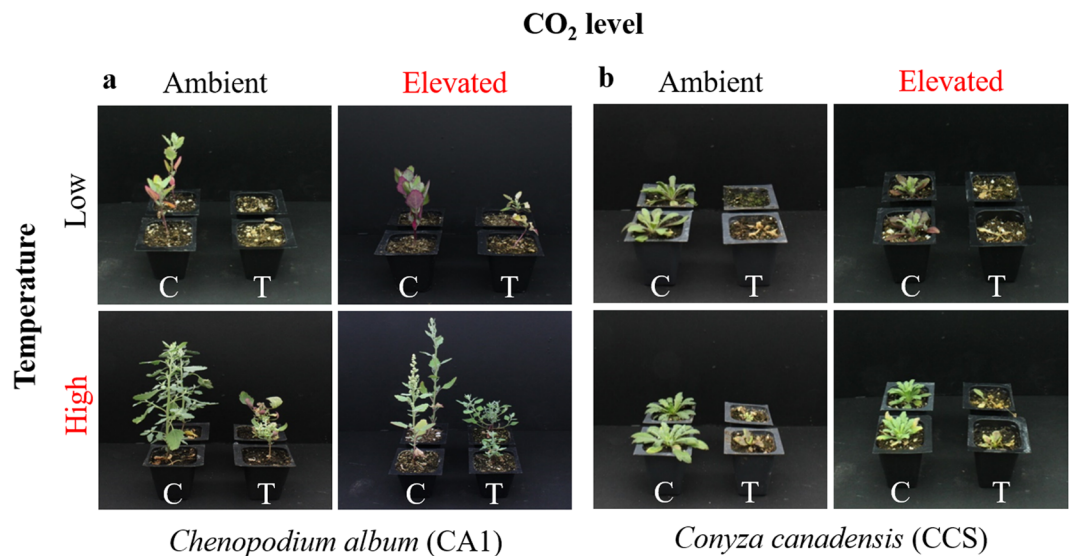 CO₂ level
a Ambient Elevated b Ambient Elevated
Temperature
Low
C T C T C T C T
High
C T C T C T C T
Chenopodium album (CA1) Conyza canadensis (CCS)